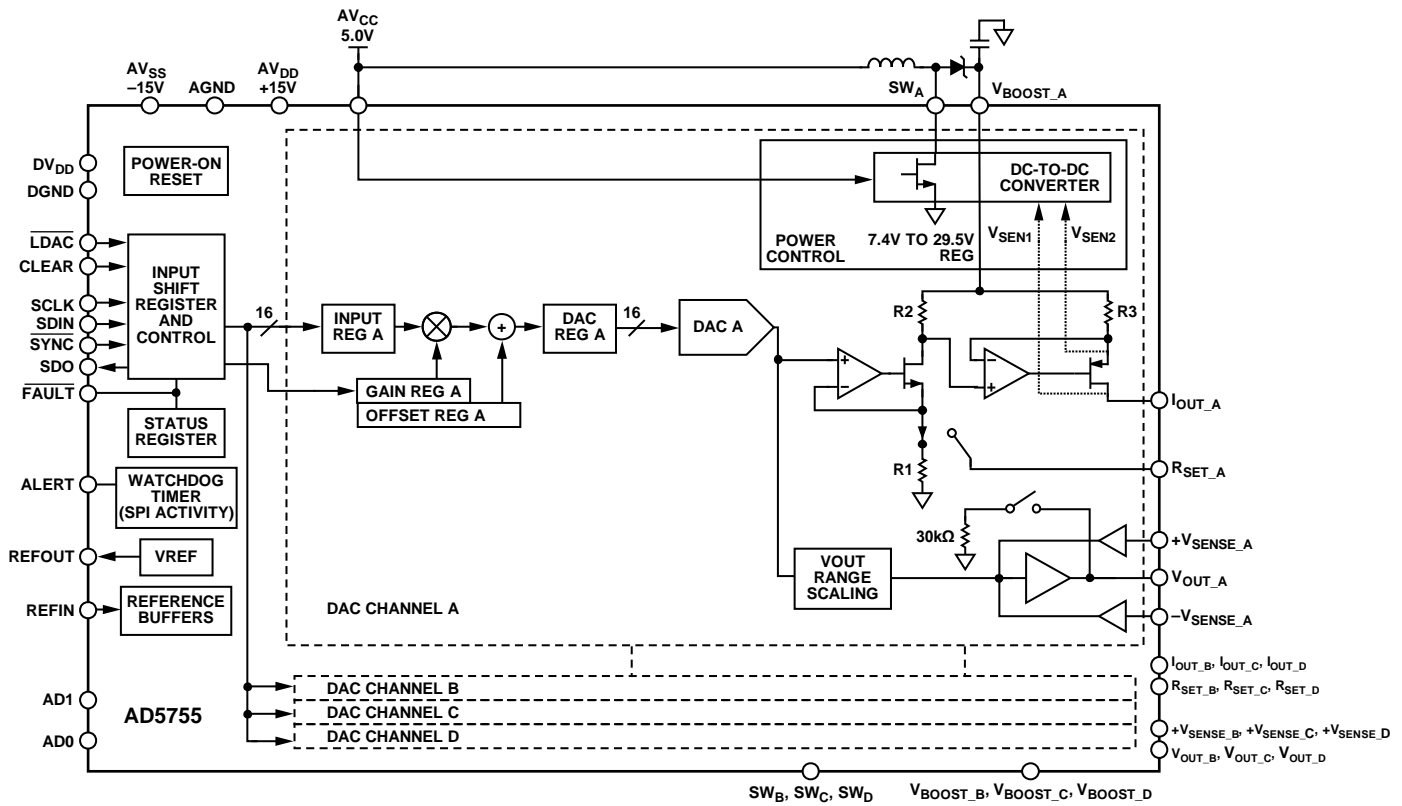 AVCC
5.0V
AVSS
–15V
AGND
AVDD
+15V
SWA
VBOOST_A
DVDD
DGND
POWER-ON
RESET
LDAC
CLEAR
SCLK
SDIN
SYNC
SDO
FAULT
INPUT
SHIFT
REGISTER
AND
CONTROL
STATUS
REGISTER
ALERT
WATCHDOG
TIMER
(SPI ACTIVITY)
REFOUT
VREF
REFIN
REFERENCE
BUFFERS
AD1
AD0
AD5755
16
INPUT
REG A
+
DAC
REG A
16
DAC A
GAIN REG A
OFFSET REG A
DC-TO-DC
CONVERTER
POWER
CONTROL
7.4V TO 29.5V
REG
VSEN1
VSEN2
R2
R3
+
–
–
+
R1
IOUT_A
RSET_A
30kΩ
VOUT
RANGE
SCALING
+VSENSE_A
VOUT_A
–VSENSE_A
DAC CHANNEL A
DAC CHANNEL B
DAC CHANNEL C
DAC CHANNEL D
IOUT_B, IOUT_C, IOUT_D
RSET_B, RSET_C, RSET_D
+VSENSE_B, +VSENSE_C, +VSENSE_D
VOUT_B, VOUT_C, VOUT_D
SWB, SWC, SWD
VBOOST_B, VBOOST_C, VBOOST_D